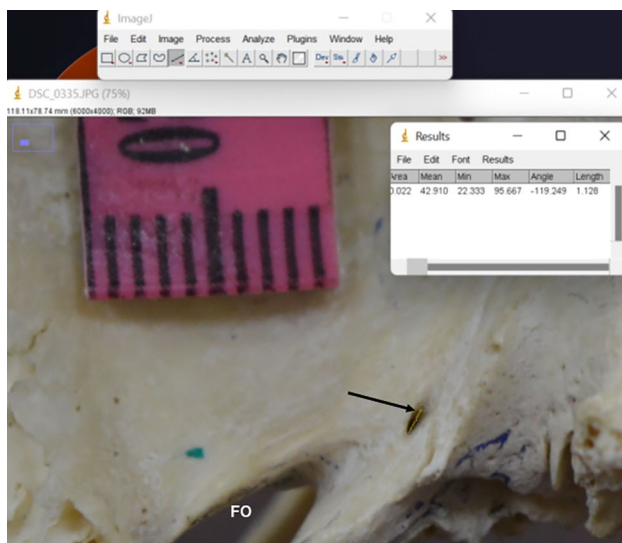 ImageJ
File Edit Image Process Analyze Plugins Window Help
A Dev Stk >>
DSC_0335.JPG (75%)
118.11x78.74 mm (6000x4000); RGB; 92MB
0
Results
File Edit Font Results
Area Mean Min Max Angle Length
0.022 42.910 22.333 95.667 -119.249 1.128
FO